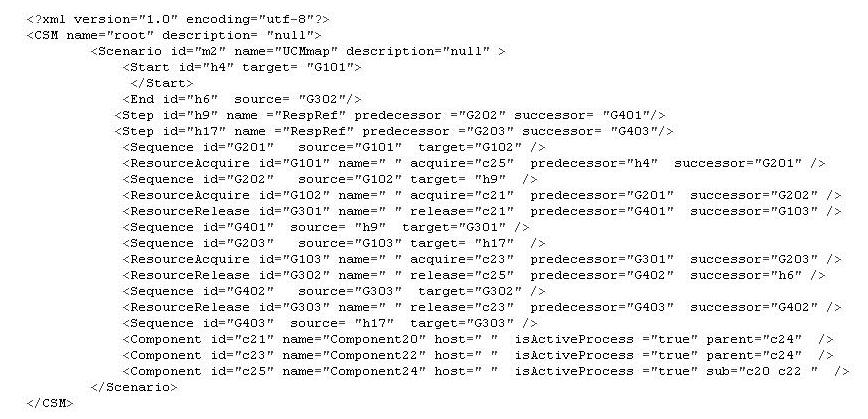 <?xml version="1.0" encoding="utf-8"?>
<CSM name="root" description= "null">
<Scenario id="m2" name="UCMmap" description="null" >
<Start id="h4" target= "G101">
</Start>
<End id="h6"  source= "G302"/>
<Step id="h9" name ="RespRef" predecessor ="G202" successor= "G401"/>
<Step id="h17" name ="RespRef" predecessor ="G203" successor= "G403"/>
<Sequence id="G201"   source="G101"  target="G102" />
<ResourceAcquire id="G101" name=" " acquire="c25"  predecessor="h4"  successor="G201" />
<Sequence id="G202"   source="G102" target= "h9"  />
<ResourceAcquire id="G102" name=" " acquire="c21"  predecessor="G201"  successor="G202" />
<ResourceRelease id="G301" name=" " release="c21"  predecessor="G401"  successor="G103" />
<Sequence id="G401"  source= "h9"  target="G301" />
<Sequence id="G203"   source="G103" target= "h17"  />
<ResourceAcquire id="G103" name=" " acquire="c23"  predecessor="G301"  successor="G203" />
<ResourceRelease id="G302" name=" " release="c25"  predecessor="G402"  successor="h6" />
<Sequence id="G402"   source="G303"  target="G302" />
<ResourceRelease id="G303" name=" " release="c23"  predecessor="G403"  successor="G402" />
<Sequence id="G403"  source= "h17"  target="G303" />
<Component id="c21" name="Component20" host=" "  isActiveProcess ="true" parent="c24"  />
<Component id="c23" name="Component22" host=" "  isActiveProcess ="true" parent="c24"  />
<Component id="c25" name="Component24" host=" "  isActiveProcess ="true" sub="c20 c22 "  />
</Scenario>
</CSM>